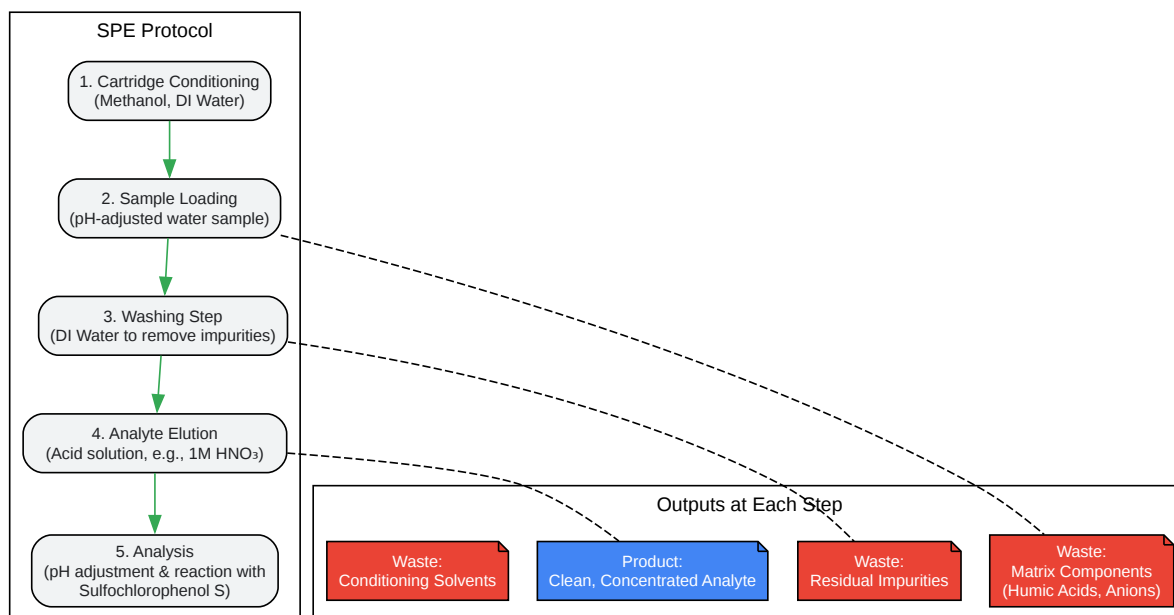 SPE Protocol
1. Cartridge Conditioning
(Methanol, DI Water)
2. Sample Loading
(pH-adjusted water sample)
3. Washing Step
(DI Water to remove impurities)
4. Analyte Elution
(Acid solution, e.g., 1M HNO₃)
5. Analysis
(pH adjustment & reaction with
Sulfochlorophenol S)
Outputs at Each Step
Waste:
Conditioning Solvents
Product:
Clean, Concentrated Analyte
Waste:
Residual Impurities
Waste:
Matrix Components
(Humic Acids, Anions)